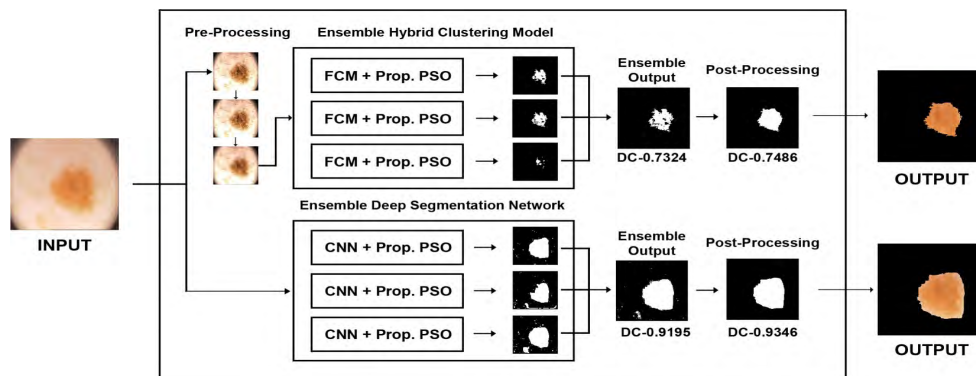 Pre-Processing
Ensemble Hybrid Clustering Model
FCM + Prop. PSO
FCM + Prop. PSO
FCM + Prop. PSO
Ensemble
Output
Post-Processing
DC-0.7324
DC-0.7486
OUTPUT
INPUT
Ensemble Deep Segmentation Network
CNN + Prop. PSO
CNN + Prop. PSO
CNN + Prop. PSO
Ensemble
Output
Post-Processing
DC-0.9195
DC-0.9346
OUTPUT